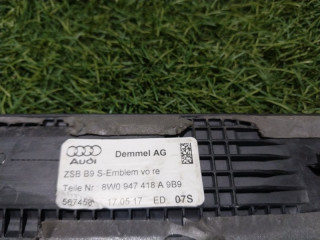 Audi Demmel AG
ZSB B9 S-Emblem vo re
Teile Nr.: 8W0 947 418 A 9B9
567458 17.05.17 ED 07S